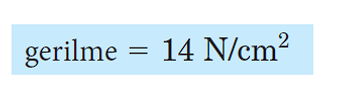 gerilme = 14 N/cm²